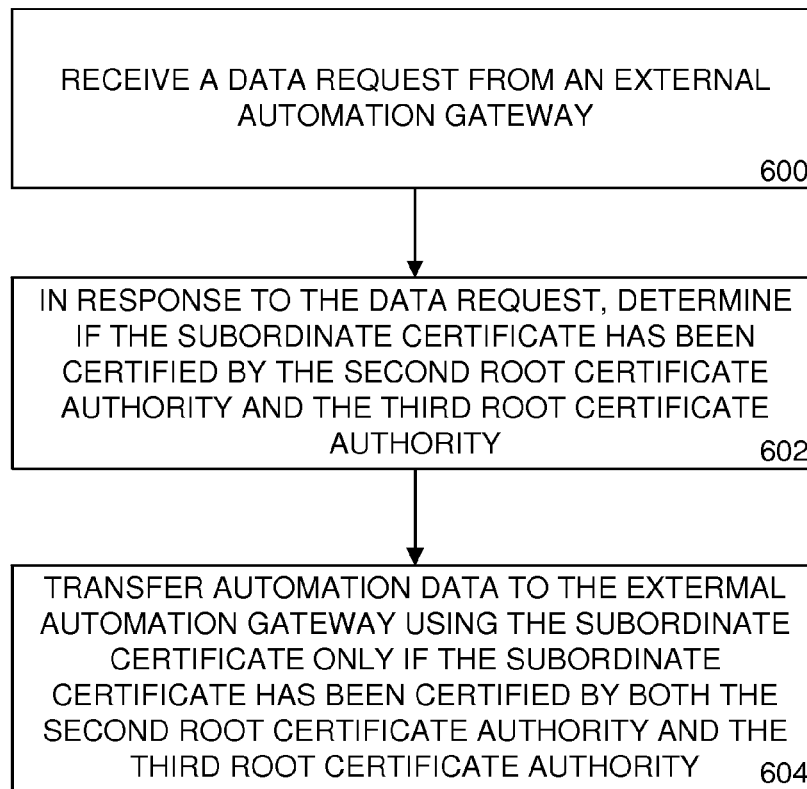 RECEIVE A DATA REQUEST FROM AN EXTERNAL
AUTOMATION GATEWAY
600
IN RESPONSE TO THE DATA REQUEST, DETERMINE
IF THE SUBORDINATE CERTIFICATE HAS BEEN
CERTIFIED BY THE SECOND ROOT CERTIFICATE
AUTHORITY AND THE THIRD ROOT CERTIFICATE
AUTHORITY
602
TRANSFER AUTOMATION DATA TO THE EXTERMAL
AUTOMATION GATEWAY USING THE SUBORDINATE
CERTIFICATE ONLY IF THE SUBORDINATE
CERTIFICATE HAS BEEN CERTIFIED BY BOTH THE
SECOND ROOT CERTIFICATE AUTHORITY AND THE
THIRD ROOT CERTIFICATE AUTHORITY
604